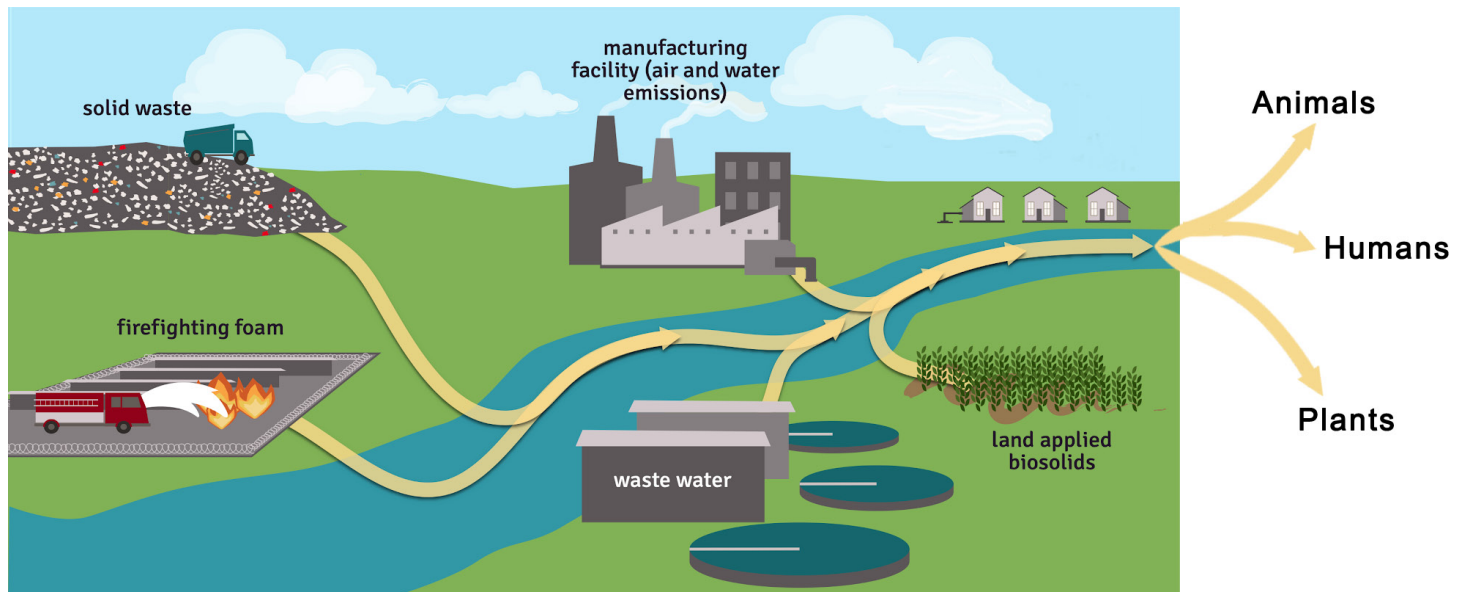 manufacturing
facility (air and water
emissions)
solid waste
Animals
Humans
firefighting foam
Plants
land applied
biosolids
waste water